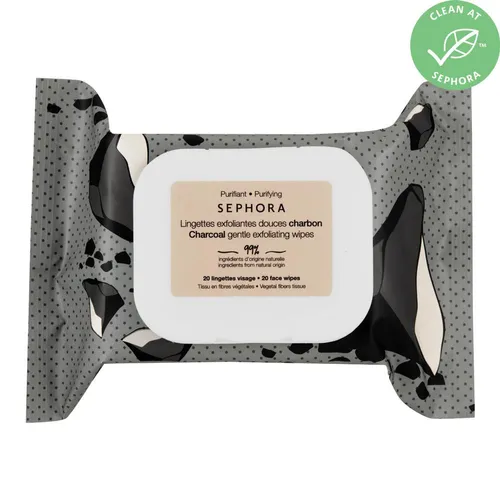 CLEAN AT
SEPHORA
TM
Purifiant • Purifying
SEPHORA
Lingettes exfoliantes douces charbon
Charcoal gentle exfoliating wipes
99%
ingrédients d'origine naturelle
ingredients from natural origin
20 lingettes visage • 20 face wipes
Tissu en fibres végétales • Vegetal fibers tissue